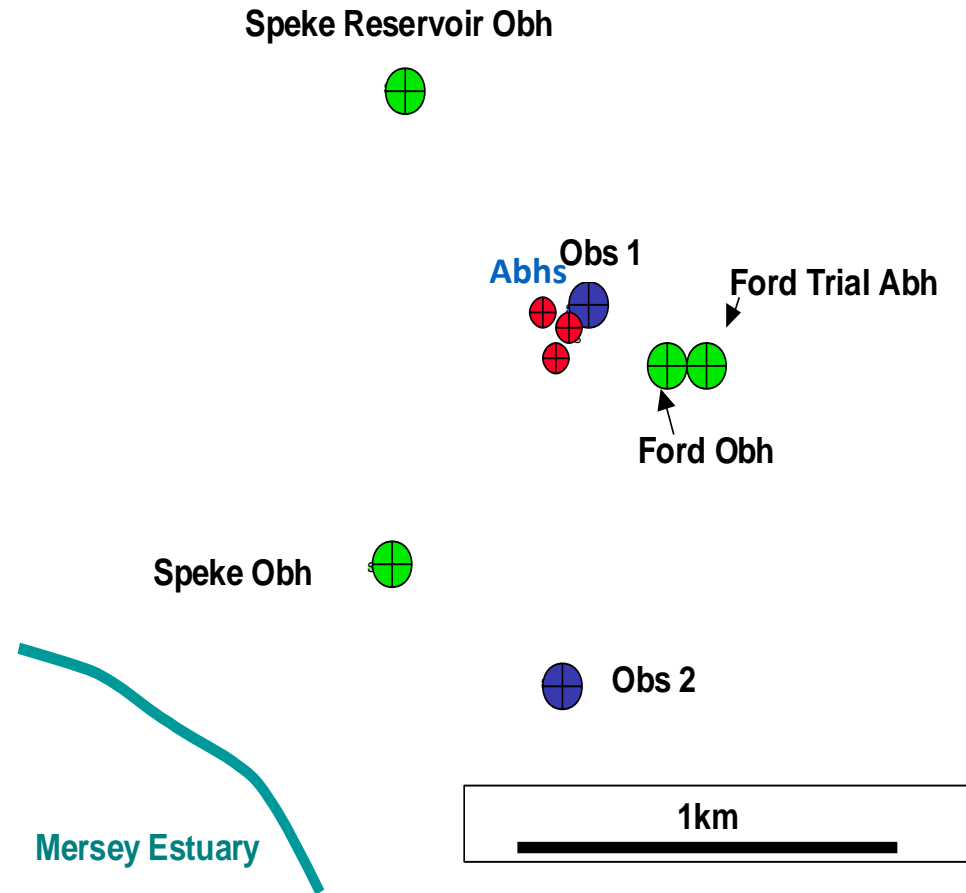 Speke Reservoir Obh
Obs 1
Abhs
Ford Trial Abh
Ford Obh
Speke Obh
Obs 2
1km
Mersey Estuary